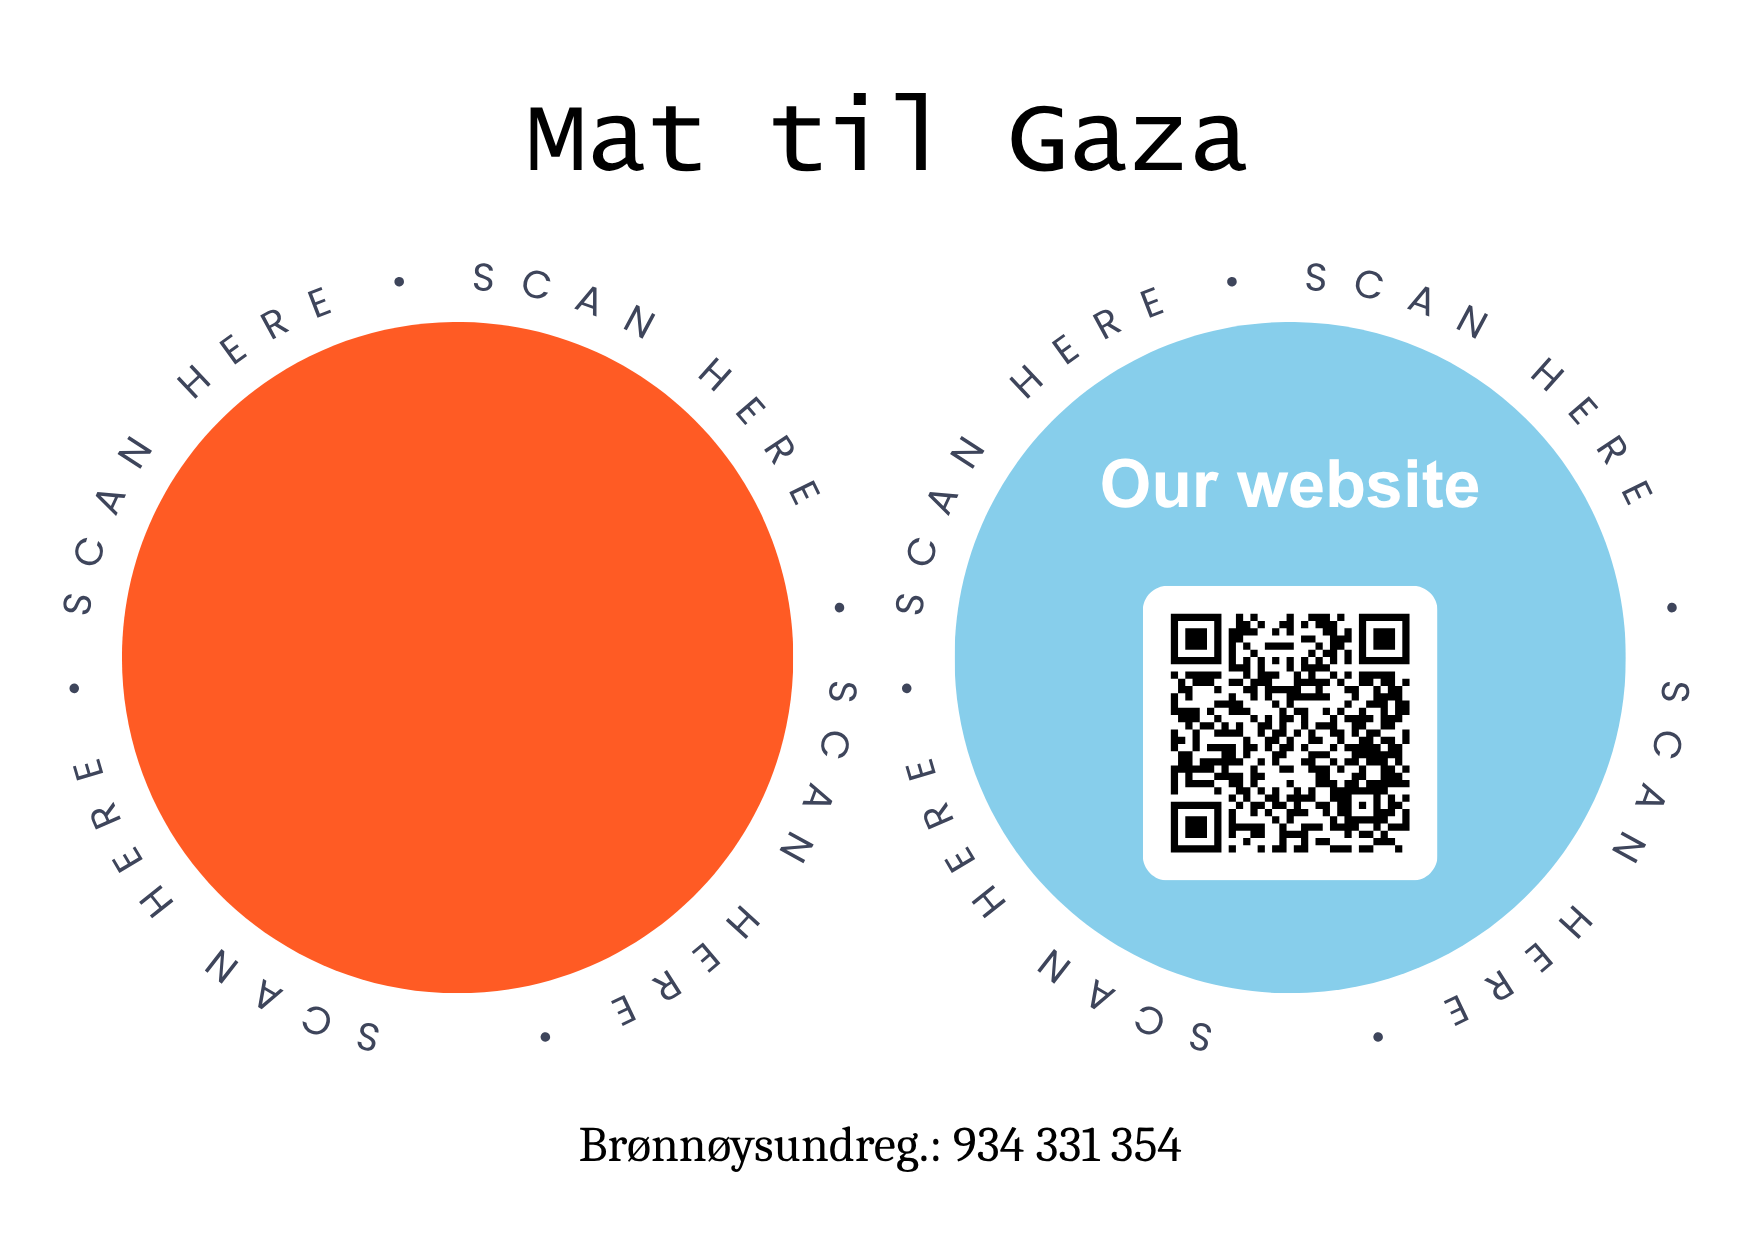 Mat til Gaza
SCAN HERE • SCAN HERE • SCAN HERE • SCAN HERE •
SCAN HERE • SCAN HERE • SCAN HERE • SCAN HERE •
Our website
Brønnøysundreg.: 934 331 354